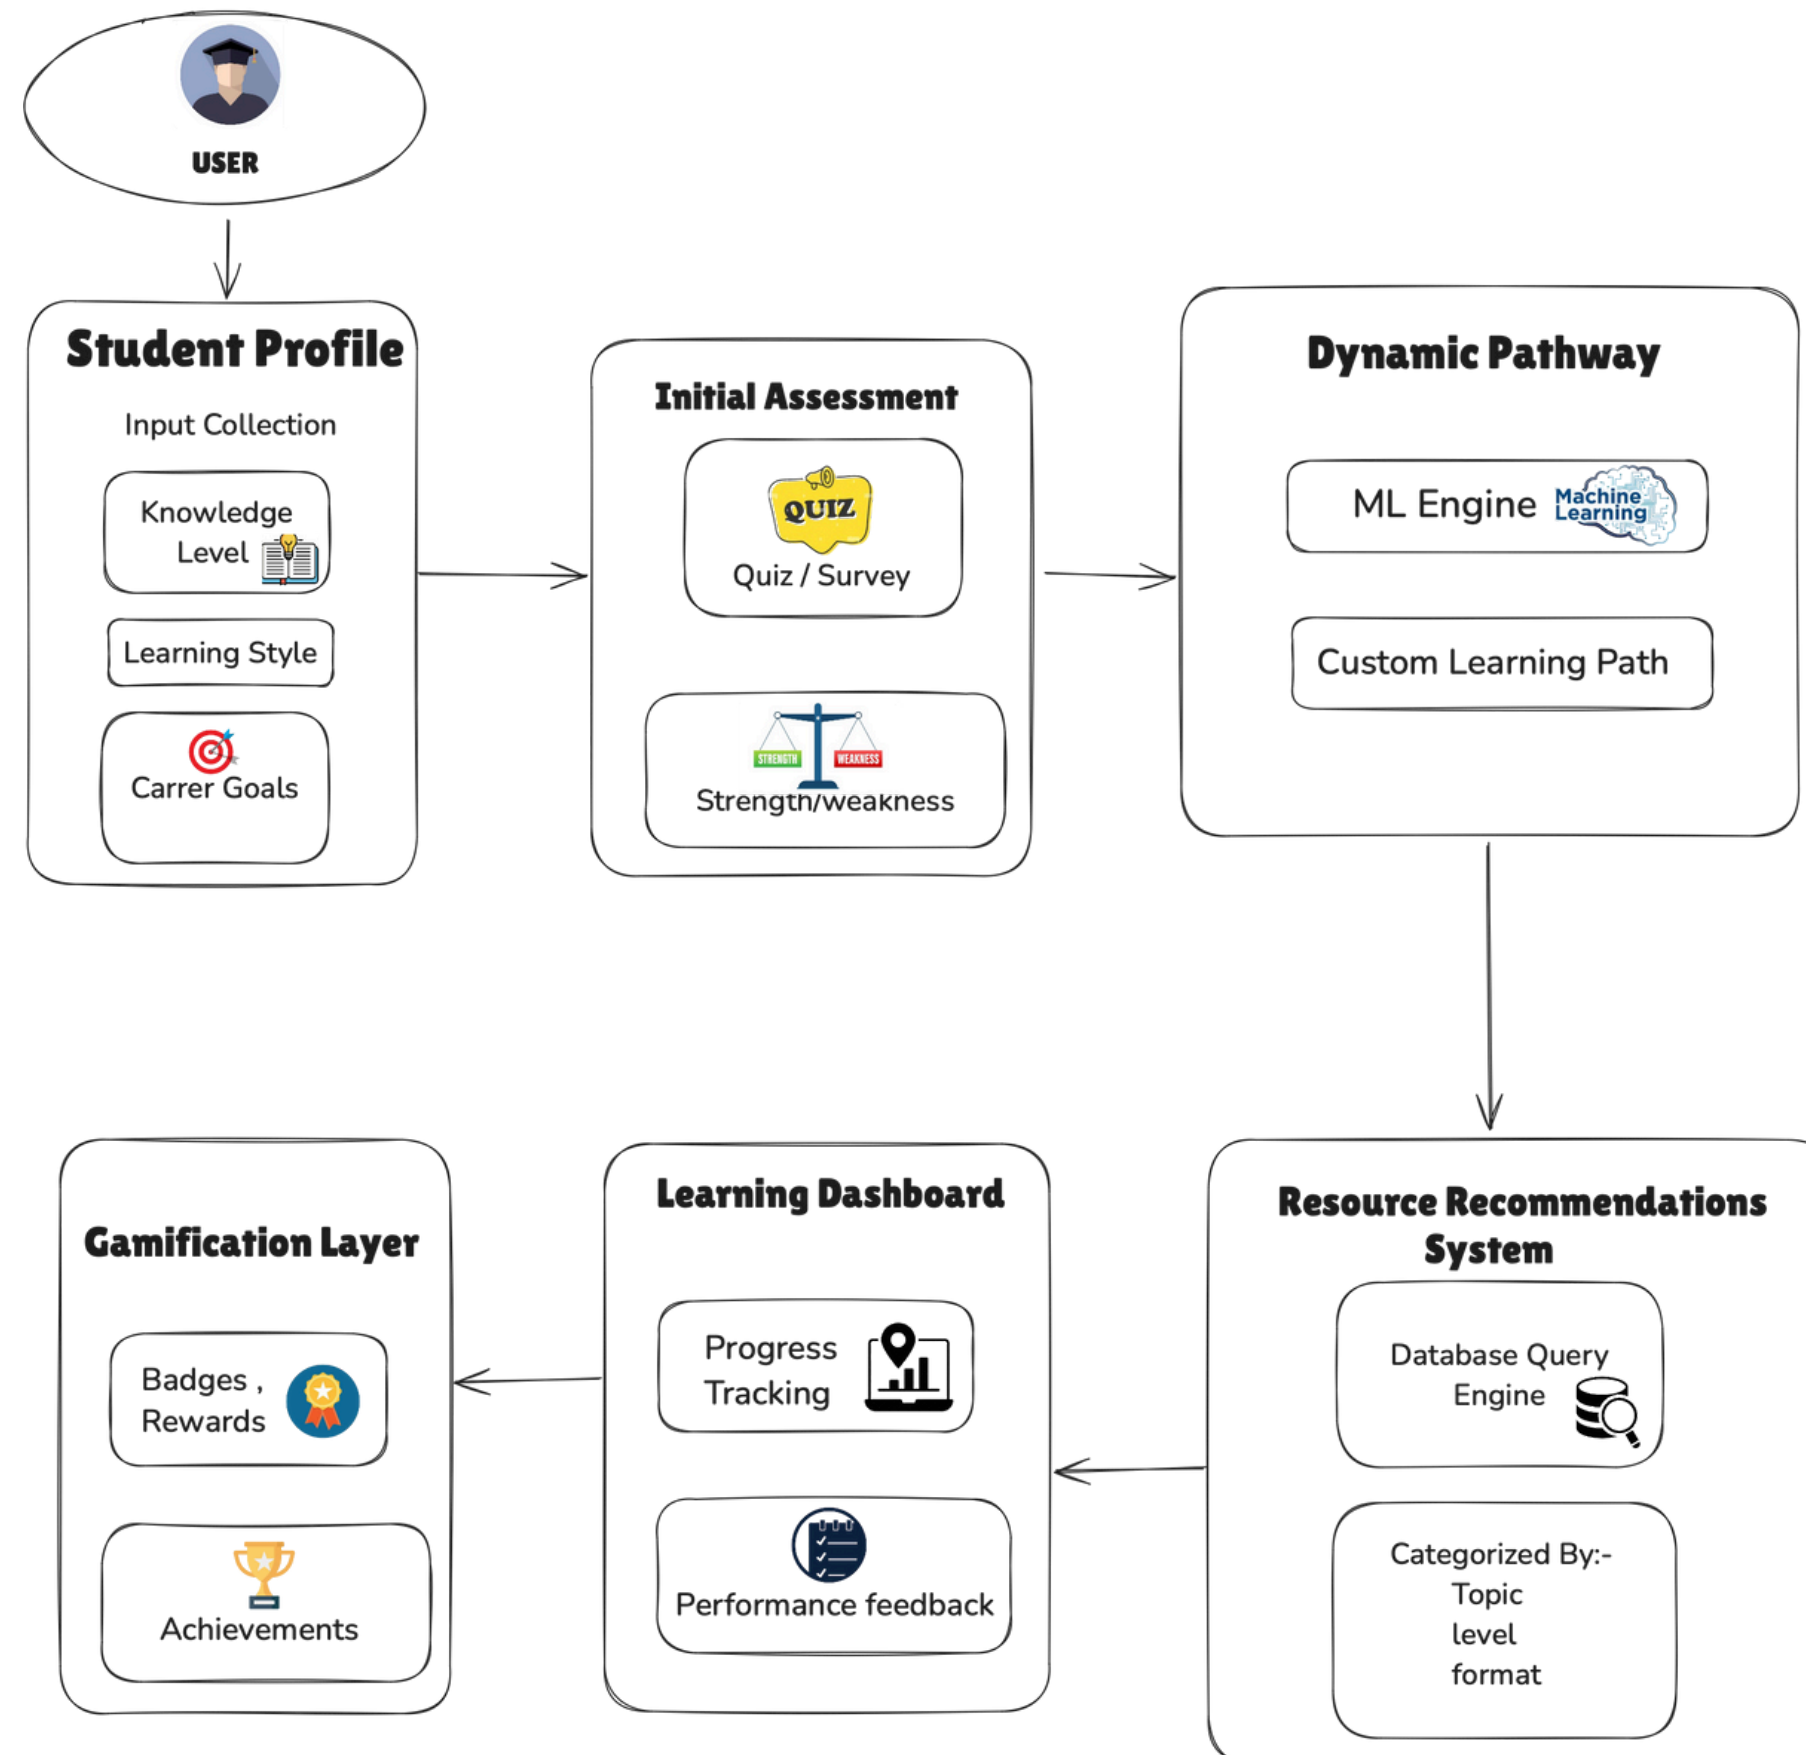 USER
Student Profile
Input Collection
Knowledge
Level
Learning Style
Carrer Goals
Initial Assessment
QUIZ
Quiz / Survey
STRENGTH
WEAKNESS
Strength/weakness
Dynamic Pathway
ML Engine
Machine
Learning
Custom Learning Path
Gamification Layer
Badges ,
Rewards
Achievements
Learning Dashboard
Progress
Tracking
Performance feedback
Resource Recommendations
System
Database Query
Engine
Categorized By:-
Topic
level
format